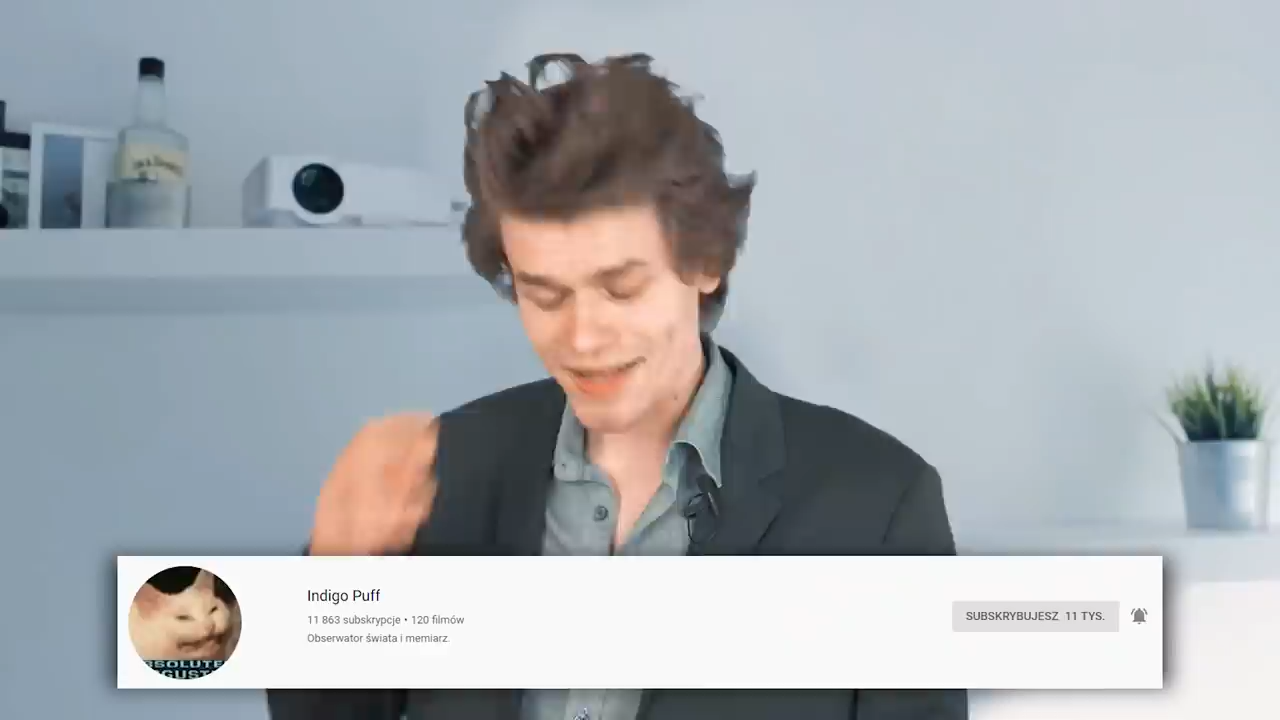 Indigo Puff
11 863 subskrypcje • 120 filmów
SUBSKRYBUJESZ 11 TYS.
Obserwator świata i memiarz.